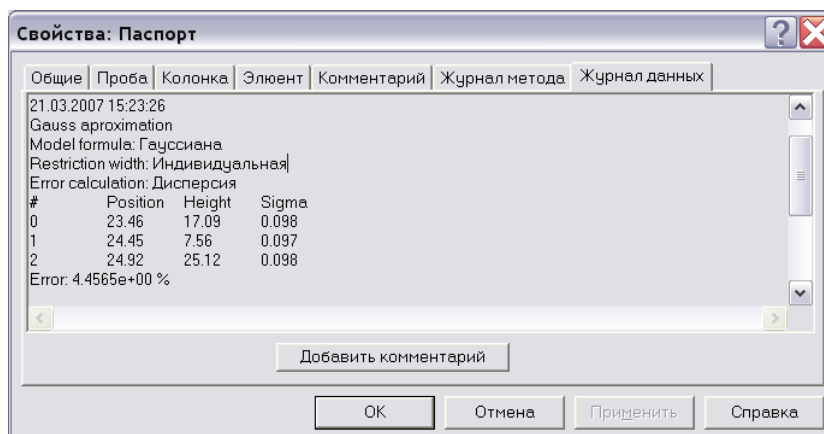 Свойства: Паспорт
Общие Проба Колонка Элюент Комментарий Журнал метода Журнал данных
21.03.2007 15:23:26
Gauss aproximation
Model formula: Гауссиана
Restriction width: Индивидуальная
Error calculation: Дисперсия
# Position Height Sigma
0 23.46 17.09 0.098
1 24.45 7.56 0.097
2 24.92 25.12 0.098
Error: 4.4565e+00 %
Добавить комментарий
OK Отмена Применить Справка